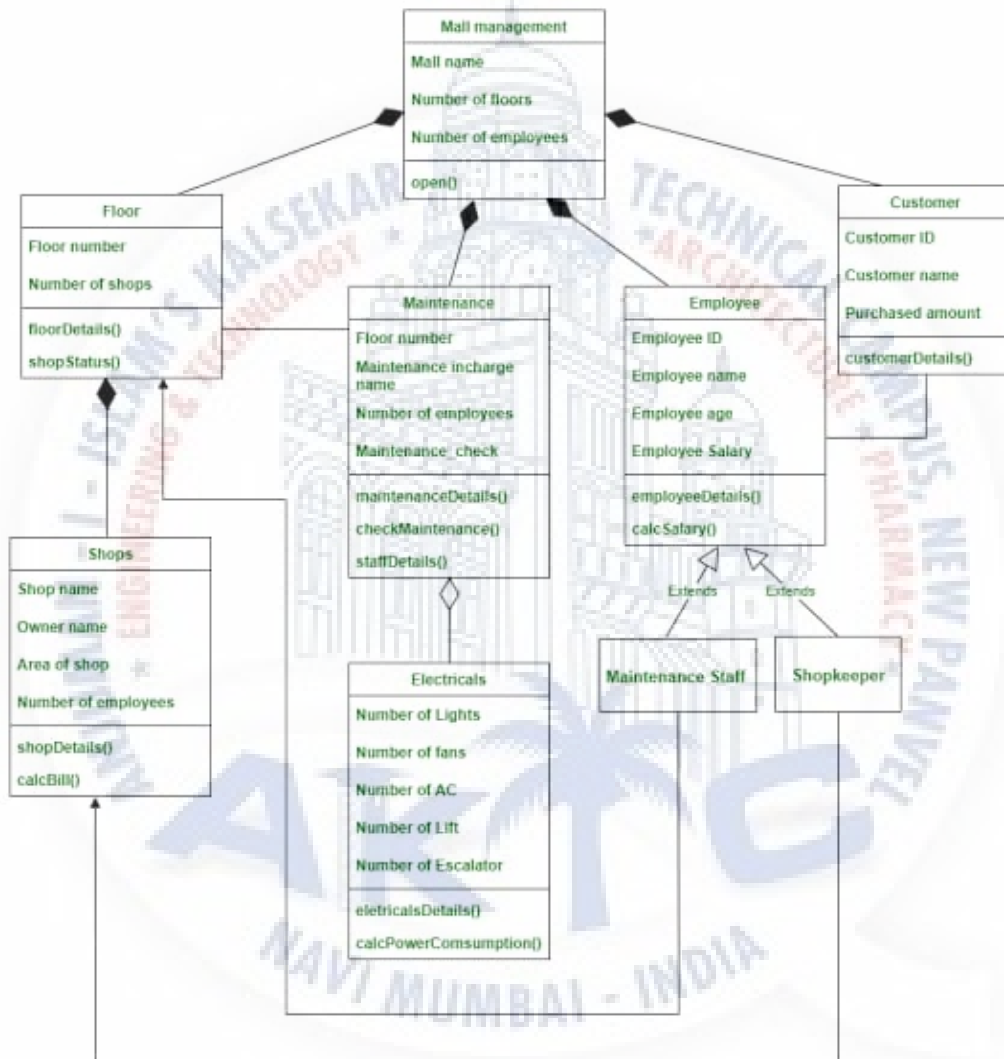 Mall management
Mall name
Number of floors
Number of employees
open()
Floor
Floor number
Number of shops
floorDetails()
shopStatus()
Customer
Customer ID
Customer name
Purchased amount
customerDetails()
Maintenance
Floor number
Maintenance incharge
name
Number of employees
Maintenance_check
maintenanceDetails()
checkMaintenance()
staffDetails()
Employee
Employee ID
Employee name
Employee age
Employee Salary
employeeDetails()
calcSalary()
Extends
Extends
Shops
Shop name
Owner name
Area of shop
Number of employees
shopDetails()
calcBill()
Electricals
Number of Lights
Number of fans
Number of AC
Number of Lift
Number of Escalator
eletricalsDetails()
calcPowerComsumption()
Maintenance Staff
Shopkeeper
ISLAM'S KALSEKAR TECHNICAL CAMPUS, NEW PANVEL
ENGINEERING & TECHNOLOGY
ARCHITECTURE
PHARMACY
AKTC
NAVI MUMBAI - INDIA